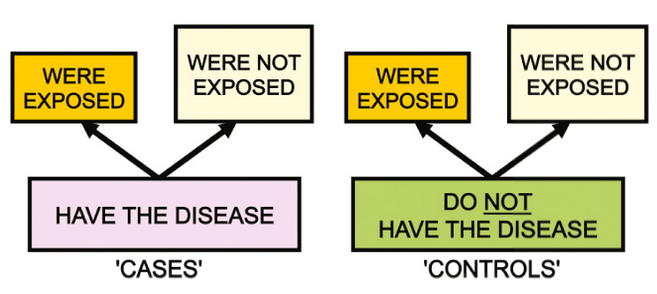 WERE
EXPOSED
WERE NOT
EXPOSED
WERE
EXPOSED
WERE NOT
EXPOSED
HAVE THE DISEASE
DO NOT
HAVE THE DISEASE
'CASES'
'CONTROLS'